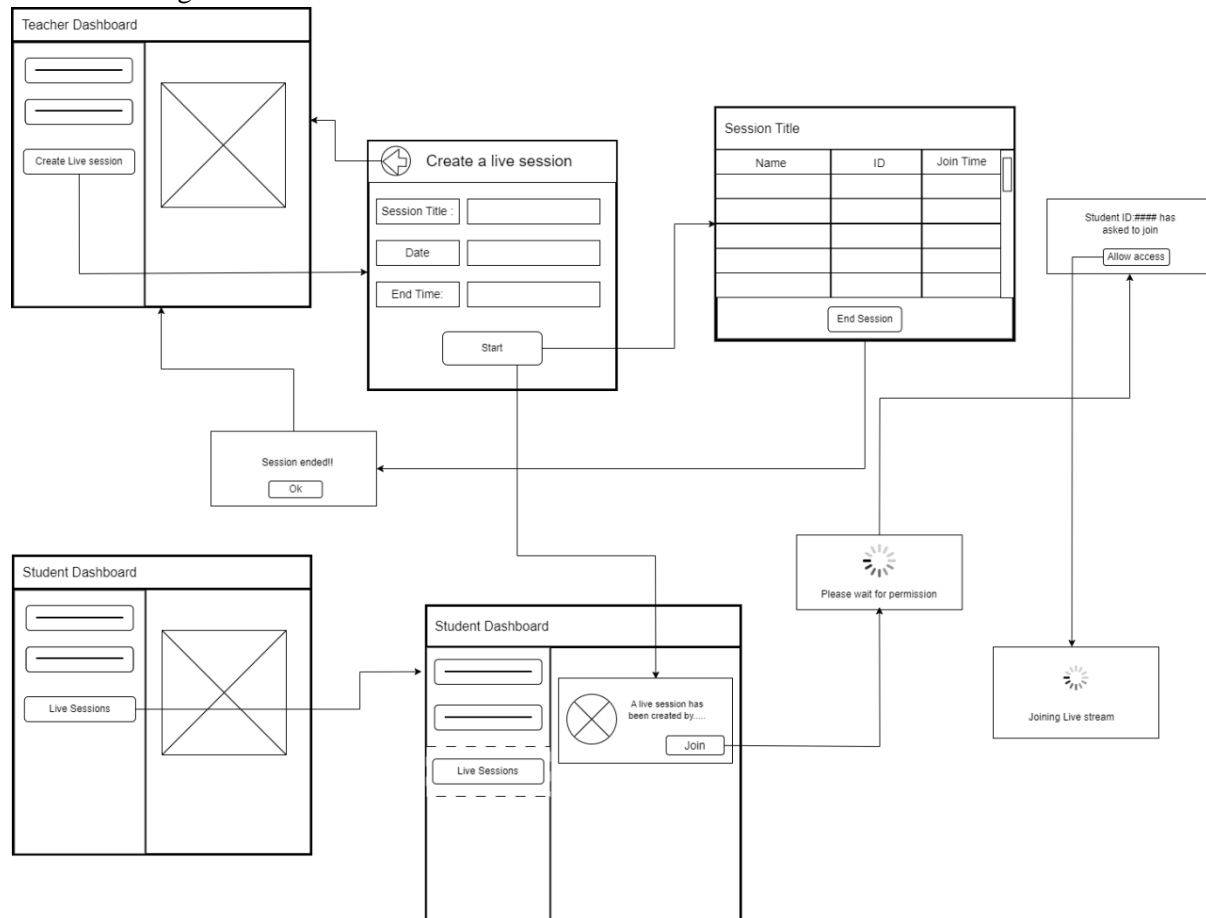 Teacher Dashboard
Create Live session
Create a live session
Session Title :
Date
End Time:
Start
Session Title
Name ID Join Time
End Session
Student ID:#### has
asked to join
Allow access
Session ended!!
Ok
Please wait for permission
Joining Live stream
Student Dashboard
Live Sessions
Student Dashboard
A live session has
been created by.....
Join
Live Sessions